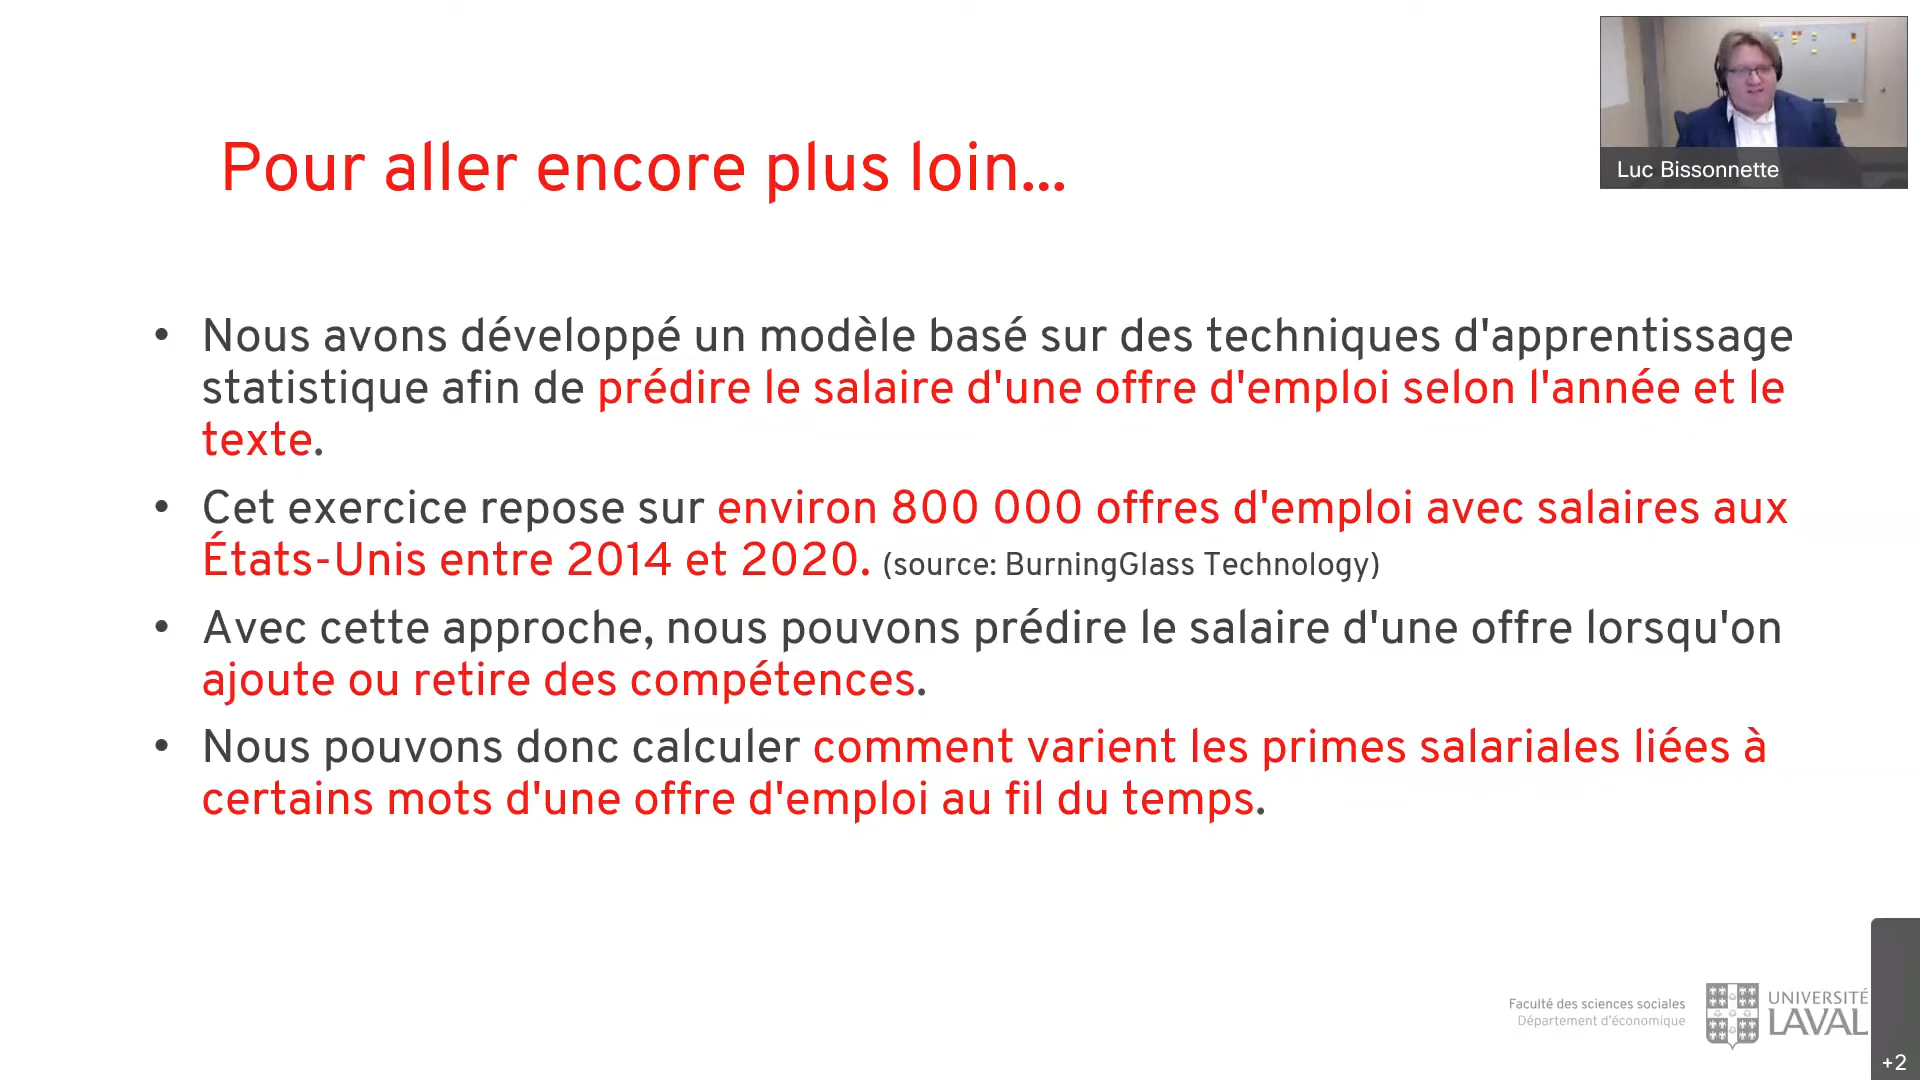 Luc Bissonnette
Pour aller encore plus loin...
• Nous avons développé un modèle basé sur des techniques d'apprentissage
statistique afin de prédire le salaire d'une offre d'emploi selon l'année et le
texte.
• Cet exercice repose sur environ 800 000 offres d'emploi avec salaires aux
États-Unis entre 2014 et 2020. (source: BurningGlass Technology)
• Avec cette approche, nous pouvons prédire le salaire d'une offre lorsqu'on
ajoute ou retire des compétences.
• Nous pouvons donc calculer comment varient les primes salariales liées à
certains mots d'une offre d'emploi au fil du temps.
Faculté des sciences sociales
Département d'économique
UNIVERSITÉ
LAVAL
+2